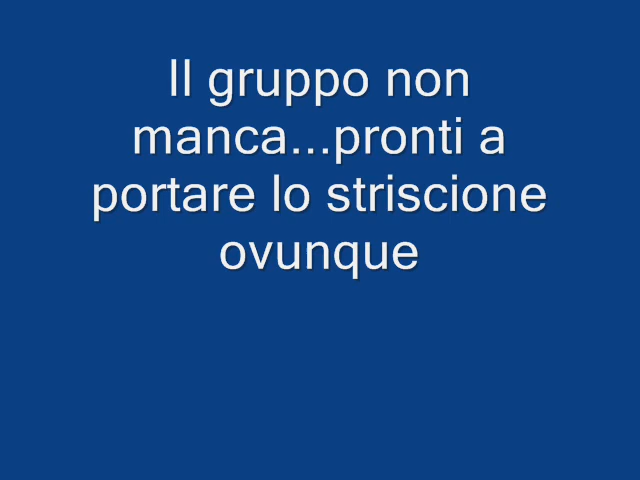 Il gruppo non
manca...pronti a
portare lo striscione
ovunque